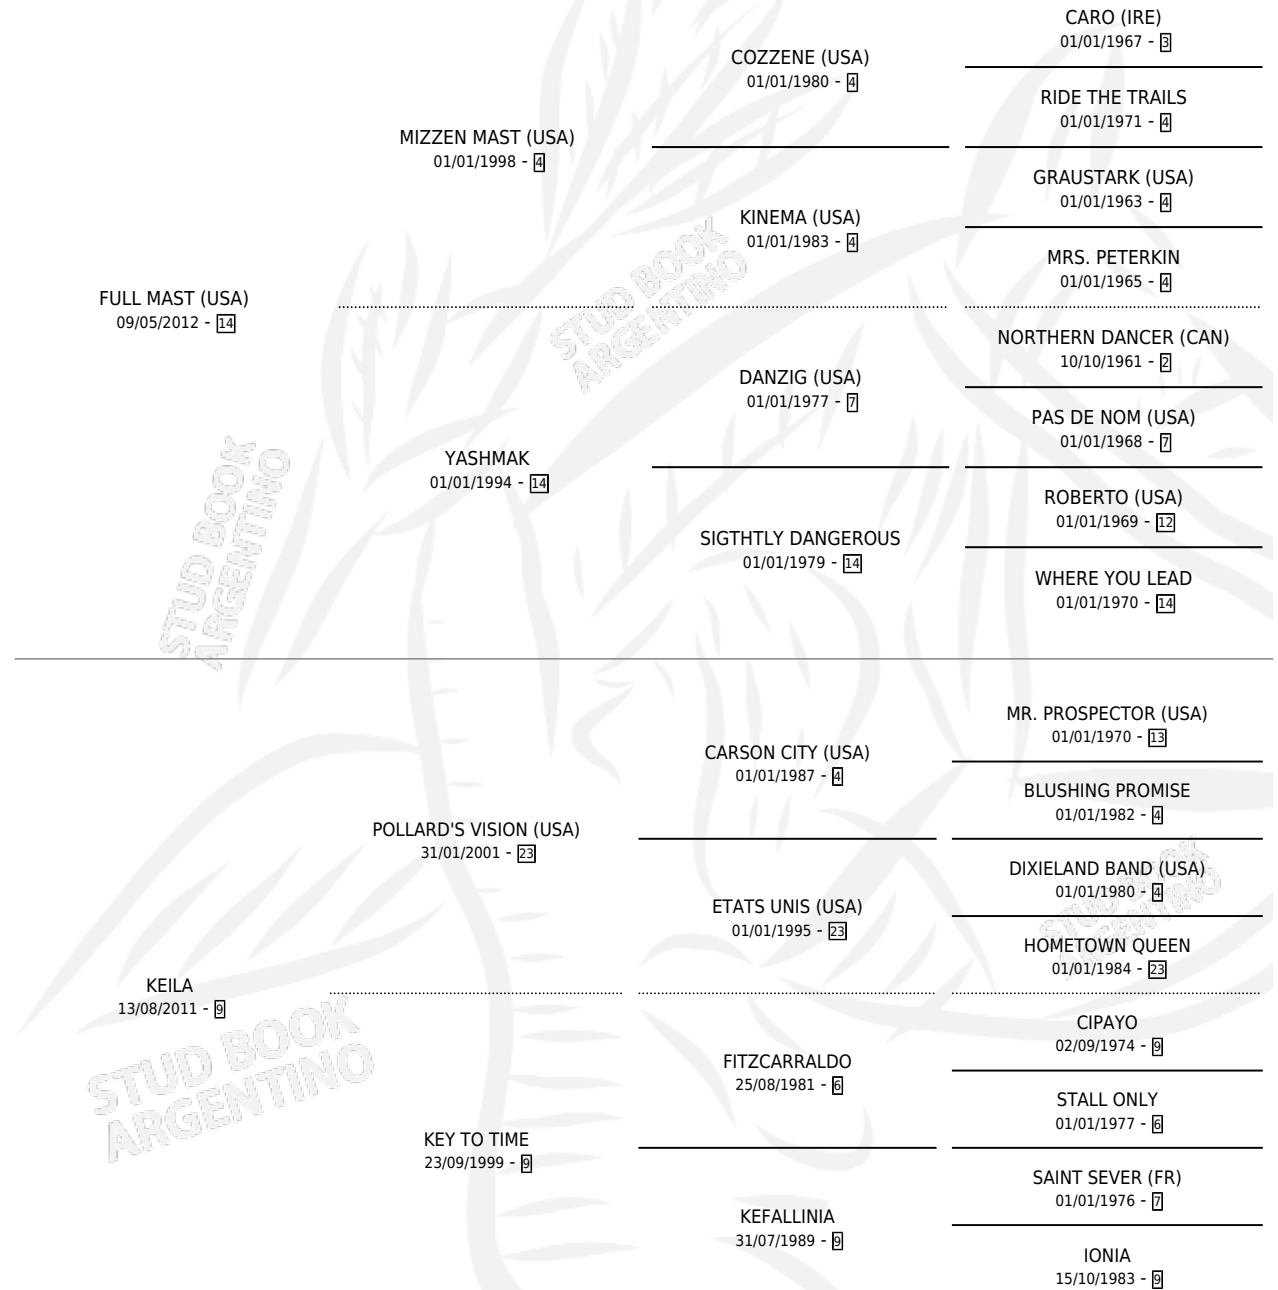 CARO (IRE)
01/01/1967 - 3
COZZENE (USA)
01/01/1980 - 4
RIDE THE TRAILS
01/01/1971 - 4
MIZZEN MAST (USA)
01/01/1998 - 4
GRAUSTARK (USA)
01/01/1963 - 4
KINEMA (USA)
01/01/1983 - 4
MRS. PETERKIN
01/01/1965 - 4
FULL MAST (USA)
09/05/2012 - 14
NORTHERN DANCER (CAN)
10/10/1961 - 2
DANZIG (USA)
01/01/1977 - 7
PAS DE NOM (USA)
01/01/1968 - 7
YASHMAK
01/01/1994 - 14
ROBERTO (USA)
01/01/1969 - 12
SIGTHTLY DANGEROUS
01/01/1979 - 14
WHERE YOU LEAD
01/01/1970 - 14
MR. PROSPECTOR (USA)
01/01/1970 - 13
CARSON CITY (USA)
01/01/1987 - 4
BLUSHING PROMISE
01/01/1982 - 4
POLLARD'S VISION (USA)
31/01/2001 - 23
DIXIELAND BAND (USA)
01/01/1980 - 4
ETATS UNIS (USA)
01/01/1995 - 23
HOMETOWN QUEEN
01/01/1984 - 23
KEILA
13/08/2011 - 9
CIPAYO
02/09/1974 - 9
FITZCARRALDO
25/08/1981 - 6
STALL ONLY
01/01/1977 - 6
KEY TO TIME
23/09/1999 - 9
SAINT SEVER (FR)
01/01/1976 - 7
KEFALLINIA
31/07/1989 - 9
IONIA
15/10/1983 - 9
STUD BOOK
ARGENTINO
STUD BOOK
ARGENTINO
STUD BOOK
ARGENTINO
STUD BOOK
ARGENTINO